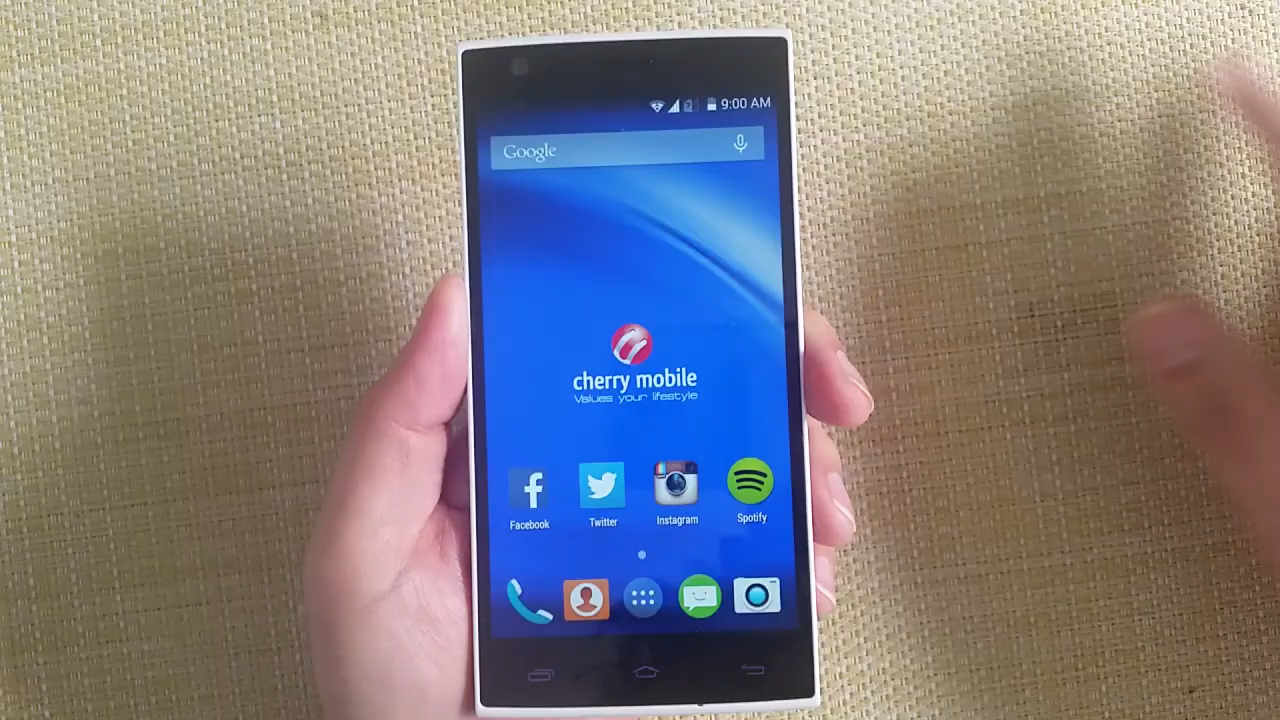 9:00 AM
Google
cherry mobile
Values your lifestyle
Facebook Twitter Instagram Spotify